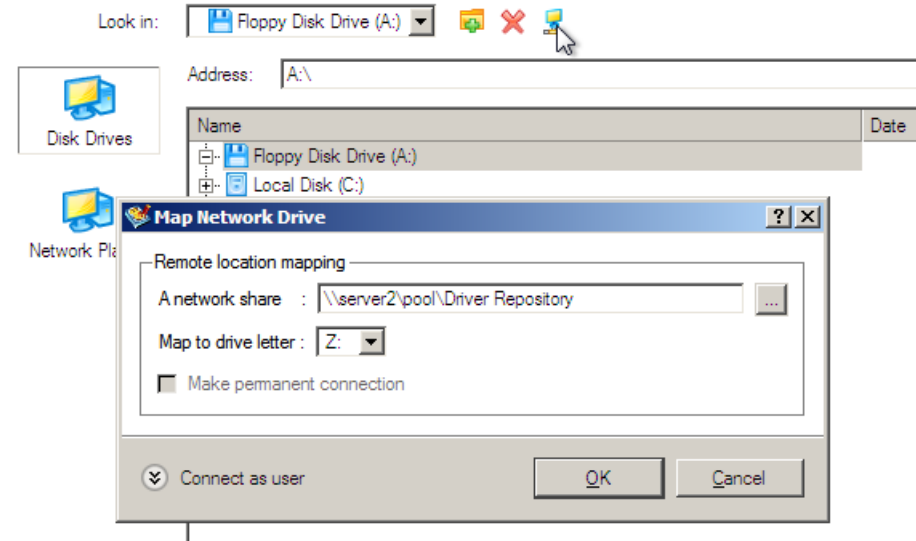 Look in: Floppy Disk Drive (A:)
Address: A:\
Disk Drives
Name Date
Floppy Disk Drive (A:)
Local Disk (C:)
Network
Map Network Drive
Remote location mapping
A network share : \\server2\pool\Driver Repository ...
Map to drive letter : Z:
Make permanent connection
Connect as user OK Cancel